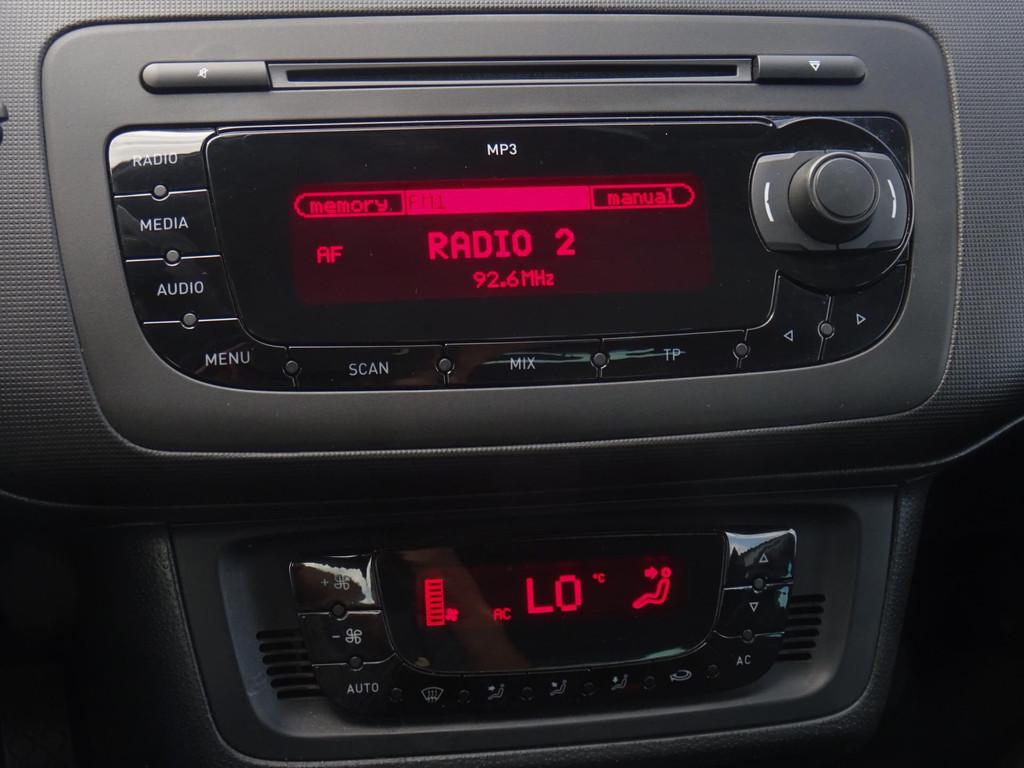 MP3
RADIO
MEDIA
AUDIO
MENU
memory. FM1 manual
AF RADIO 2
92.6MHz
SCAN MIX TP
AC LO °C
AUTO
AC